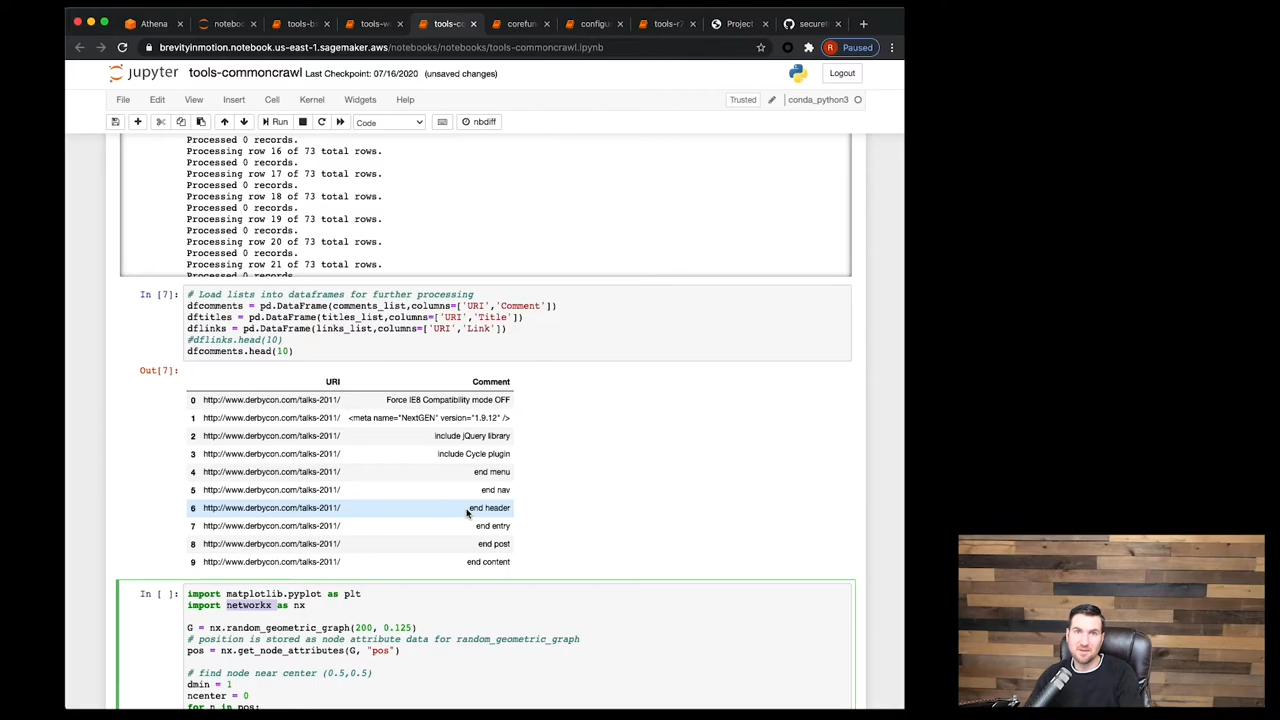 Athena
notebo
tools-b
tools-w
tools-co
corefun
configu
tools-r
Project
secure
brevityinmotion.notebook.us-east-1.sagemaker.aws/notebooks/notebooks/tools-commoncrawl.ipynb
R Paused
jupyter tools-commoncrawl Last Checkpoint: 07/16/2020 (unsaved changes)
Logout
File Edit View Insert Cell Kernel Widgets Help
Trusted conda_python3
Run Code nbdiff
Processed 0 records.
Processing row 16 of 73 total rows.
Processed 0 records.
Processing row 17 of 73 total rows.
Processed 0 records.
Processing row 18 of 73 total rows.
Processed 0 records.
Processing row 19 of 73 total rows.
Processed 0 records.
Processing row 20 of 73 total rows.
Processed 0 records.
Processing row 21 of 73 total rows.
Processed 0 records.
In [7]:
# Load lists into dataframes for further processing
dfcomments = pd.DataFrame(comments_list,columns=['URI','Comment'])
dftitles = pd.DataFrame(titles_list,columns=['URI','Title'])
dflinks = pd.DataFrame(links_list,columns=['URI','Link'])
#dflinks.head(10)
dfcomments.head(10)
Out[7]:
URI Comment
0 http://www.derbycon.com/talks-2011/ Force IE8 Compatibility mode OFF
1 http://www.derbycon.com/talks-2011/ <meta name="NextGEN" version="1.9.12" />
2 http://www.derbycon.com/talks-2011/ include jQuery library
3 http://www.derbycon.com/talks-2011/ include Cycle plugin
4 http://www.derbycon.com/talks-2011/ end menu
5 http://www.derbycon.com/talks-2011/ end nav
6 http://www.derbycon.com/talks-2011/ end header
7 http://www.derbycon.com/talks-2011/ end entry
8 http://www.derbycon.com/talks-2011/ end post
9 http://www.derbycon.com/talks-2011/ end content
In [ ]:
import matplotlib.pyplot as plt
import networkx as nx
G = nx.random_geometric_graph(200, 0.125)
# position is stored as node attribute data for random_geometric_graph
pos = nx.get_node_attributes(G, "pos")
# find node near center (0.5,0.5)
dmin = 1
ncenter = 0
for n in pos: